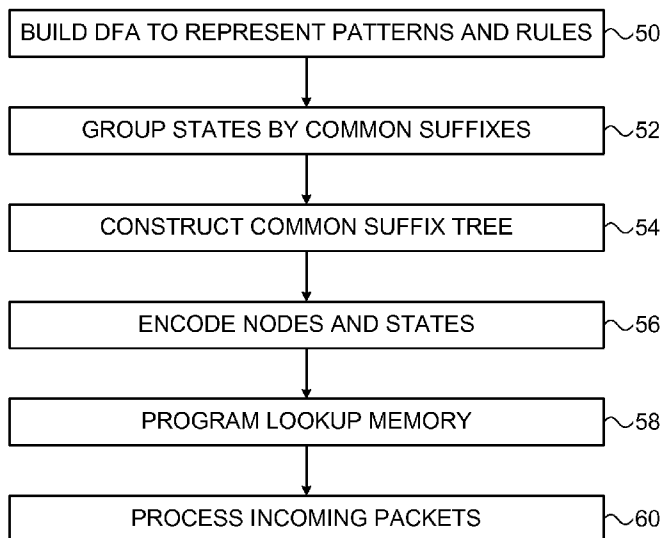 BUILD DFA TO REPRESENT PATTERNS AND RULES 50
GROUP STATES BY COMMON SUFFIXES 52
CONSTRUCT COMMON SUFFIX TREE 54
ENCODE NODES AND STATES 56
PROGRAM LOOKUP MEMORY 58
PROCESS INCOMING PACKETS 60